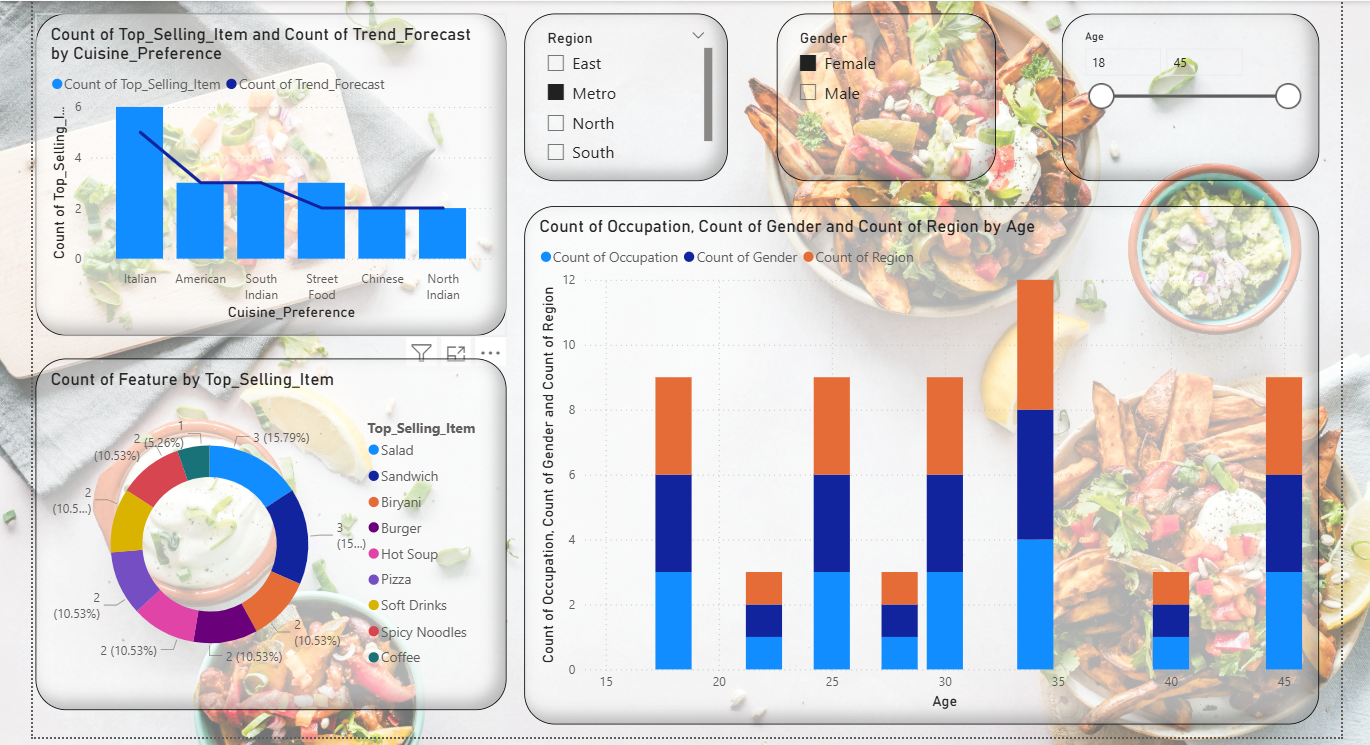 Count of Top_Selling_Item and Count of Trend_Forecast
by Cuisine_Preference
Count of Top_Selling_Item Count of Trend_Forecast
Count of Top_Selling_I...
6
4
2
0
Italian American South Indian Street Food Chinese North Indian
Cuisine_Preference
Region
East
Metro
North
South
Gender
Female
Male
Age
18 45
Count of Feature by Top_Selling_Item
1 (5.26%)
3 (15.79%)
3 (15...)
2 (10.53%)
2 (10.53%)
2 (10.53%)
2 (10.53%)
2 (10.5...)
2 (10.53%)
Top_Selling_Item
Salad
Sandwich
Biryani
Burger
Hot Soup
Pizza
Soft Drinks
Spicy Noodles
Coffee
Count of Occupation, Count of Gender and Count of Region by Age
Count of Occupation Count of Gender Count of Region
Count of Occupation, Count of Gender and Count of Region
12
10
8
6
4
2
0
15 20 25 30 35 40 45
Age